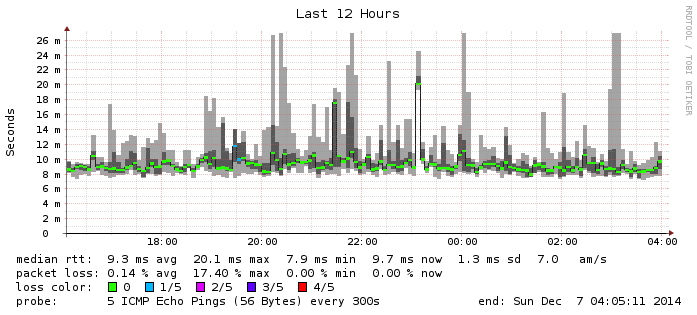 Last 12 Hours
RRDTOOL / TOBI OETIKER
Seconds
26 m
24 m
22 m
20 m
18 m
16 m
14 m
12 m
10 m
8 m
6 m
4 m
2 m
0
18:00 20:00 22:00 00:00 02:00 04:00
median rtt: 9.3 ms avg 20.1 ms max 7.9 ms min 9.7 ms now 1.3 ms sd 7.0 am/s
packet loss: 0.14 % avg 17.40 % max 0.00 % min 0.00 % now
loss color: 0 1/5 2/5 3/5 4/5
probe: 5 ICMP Echo Pings (56 Bytes) every 300s end: Sun Dec 7 04:05:11 2014